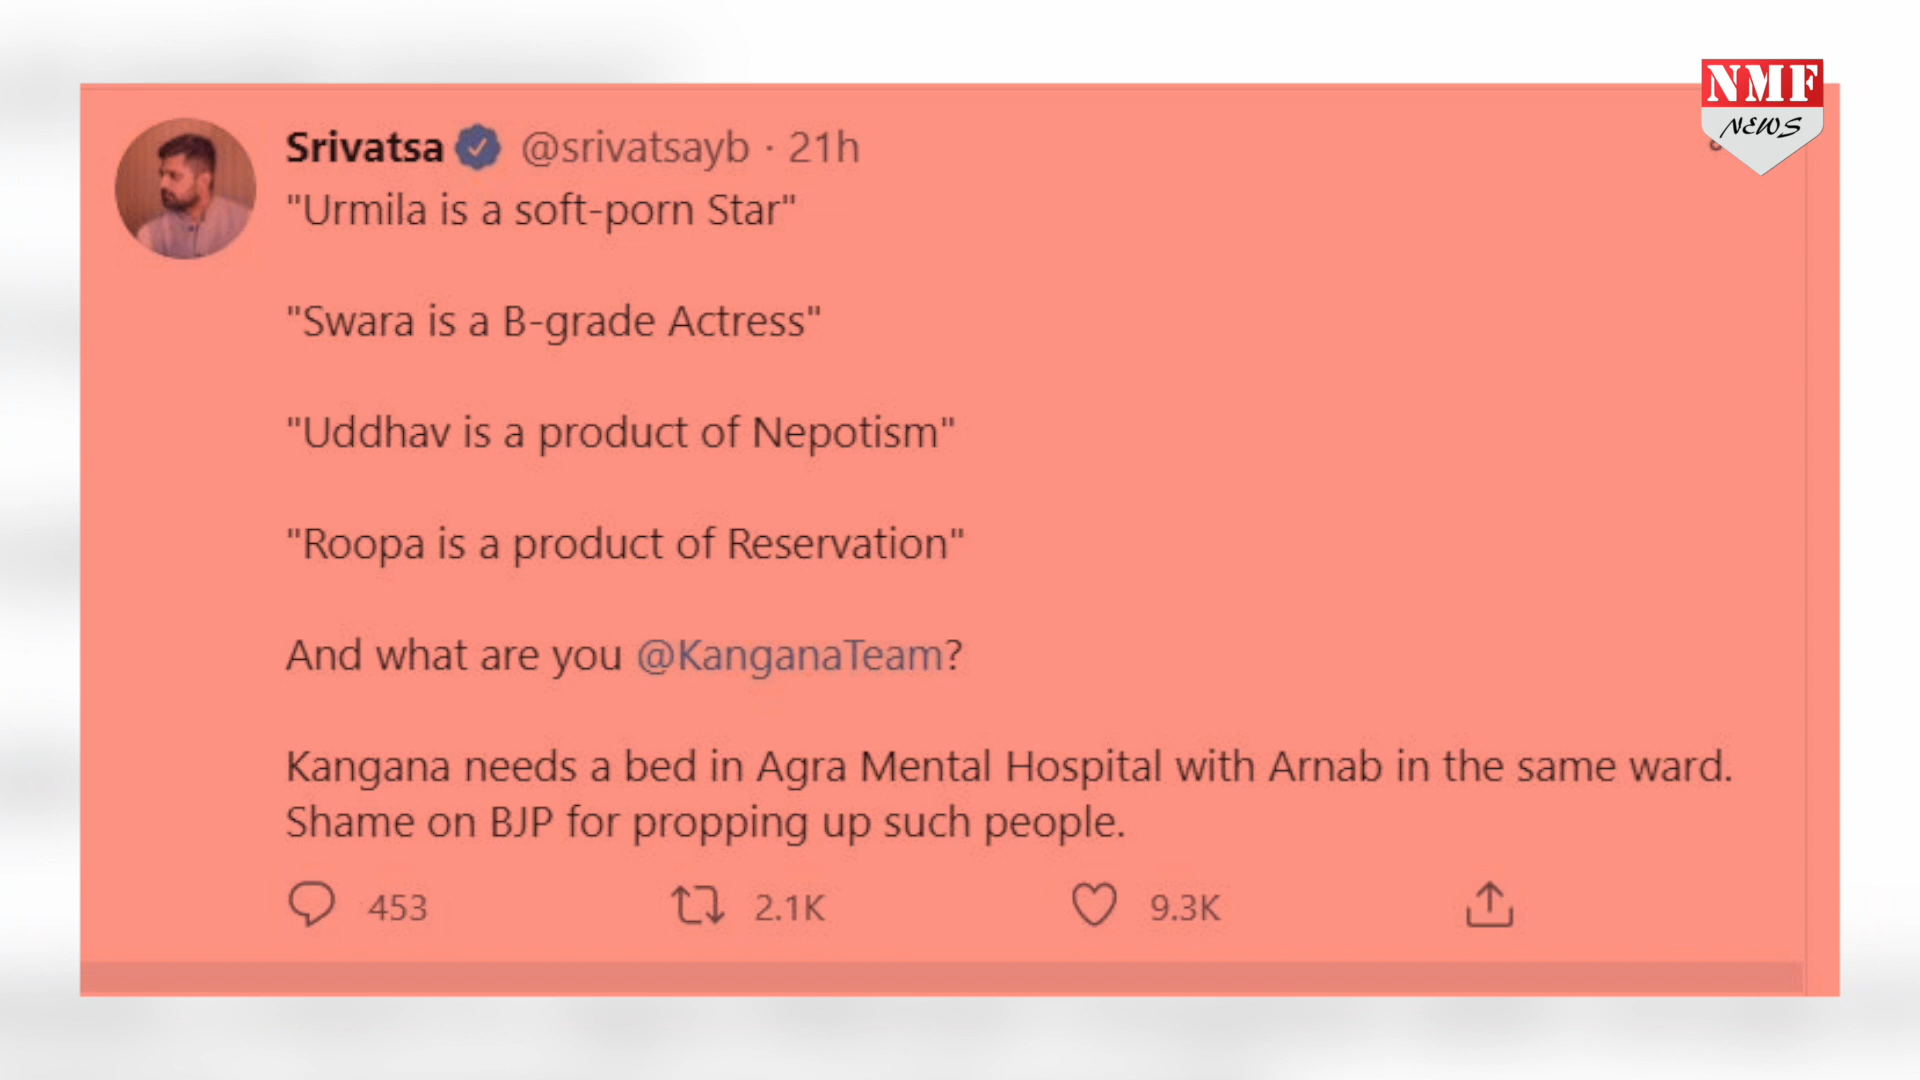 NMF
NEWS
Srivatsa @srivatsayb · 21h
"Urmila is a soft-porn Star"
"Swara is a B-grade Actress"
"Uddhav is a product of Nepotism"
"Roopa is a product of Reservation"
And what are you @KanganaTeam?
Kangana needs a bed in Agra Mental Hospital with Arnab in the same ward.
Shame on BJP for propping up such people.
453 2.1K 9.3K